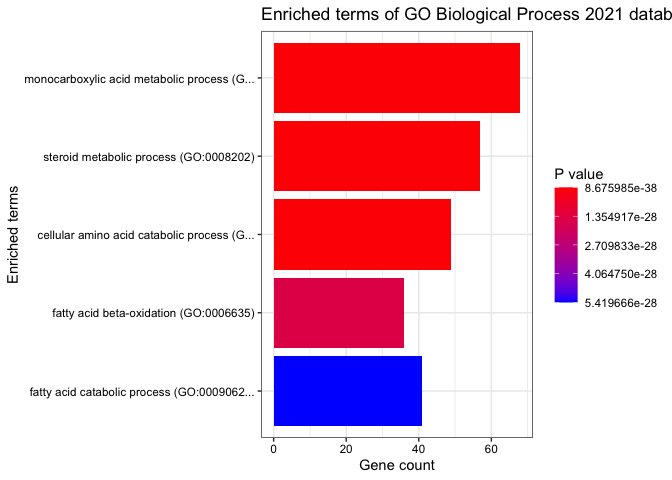 Enriched terms of GO Biological Process 2021 datab
Enriched terms
monocarboxylic acid metabolic process (G...
steroid metabolic process (GO:0008202)
cellular amino acid catabolic process (G...
fatty acid beta-oxidation (GO:0006635)
fatty acid catabolic process (GO:0009062...
0 20 40 60
Gene count
P value
8.675985e-38
1.354917e-28
2.709833e-28
4.064750e-28
5.419666e-28